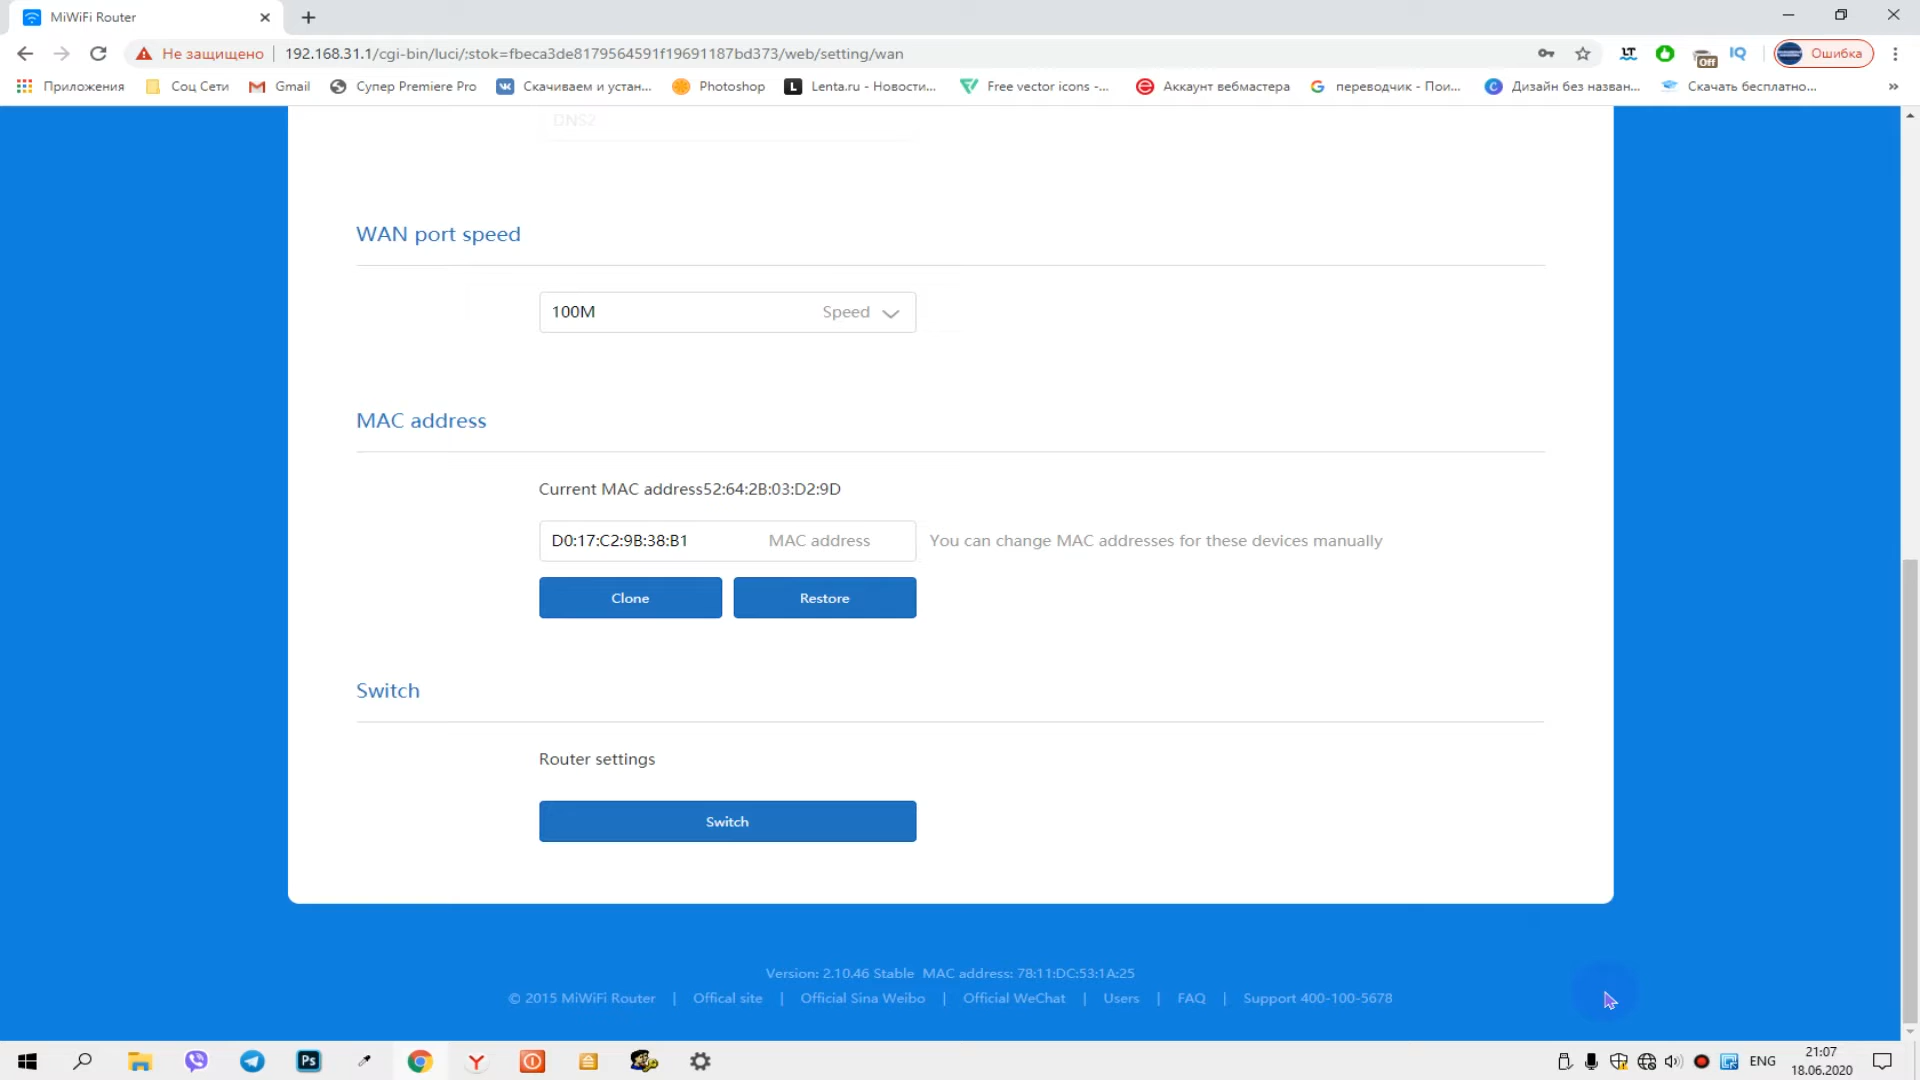 MiWiFi Router
Не защищено
192.168.31.1/cgi-bin/luci/;stok=fbeca3de8179564591f19691187bd373/web/setting/wan
LT
Off
IQ
Ошибка
Приложения
Соц Сети
Gmail
Супер Premiere Pro
Скачиваем и устан...
Photoshop
L
Lenta.ru - Новости...
Free vector icons -...
Аккаунт вебмастера
переводчик - Пои...
Дизайн без назван...
Скачать бесплатно...
»
DNS2
WAN port speed
100M Speed
MAC address
Current MAC address52:64:2B:03:D2:9D
D0:17:C2:9B:38:B1 MAC address You can change MAC addresses for these devices manually
Clone Restore
Switch
Router settings
Switch
Version: 2.10.46 Stable MAC address: 78:11:DC:53:1A:25
© 2015 MiWiFi Router | Offical site | Official Sina Weibo | Official WeChat | Users | FAQ | Support 400-100-5678
Ps
ENG
21:07
18.06.2020